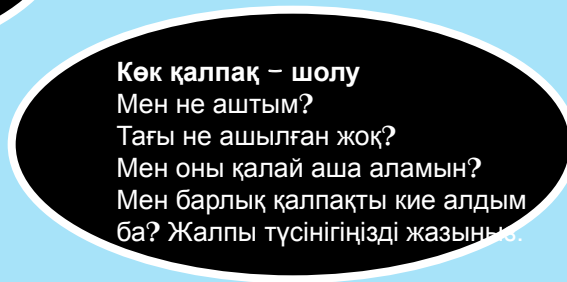 Көк қалпақ – шолу
Мен не аштым?
Тағы не ашылған жоқ?
Мен оны қалай аша аламын?
Мен барлық қалпақты кие алдым
ба? Жалпы түсінігіңізді жазыңыз.